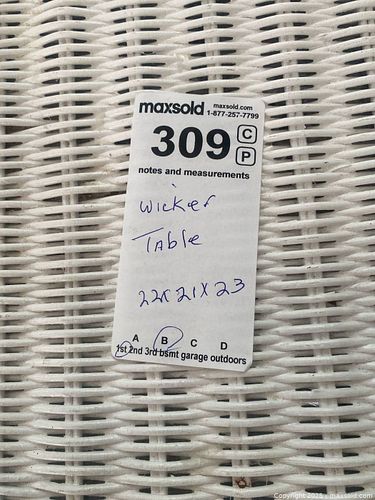 maxsold maxsold.com
1-877-257-7799
309 C
P
notes and measurements
Wicker
Table
22x21x23
A B C D
1st 2nd 3rd bsmt garage outdoors
Copyright 2025 - maxsold.com